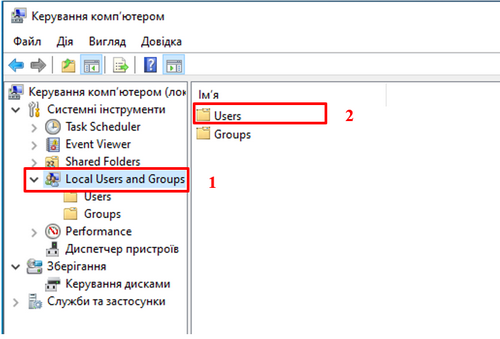 Керування комп'ютером
Файл Дія Вигляд Довідка
Керування комп'ютером (лок
Системні інструменти
Task Scheduler
Event Viewer
Shared Folders
Local Users and Groups
1
Users
Groups
Performance
Диспетчер пристроїв
Зберігання
Керування дисками
Служби та застосунки
Ім'я
Users
2
Groups